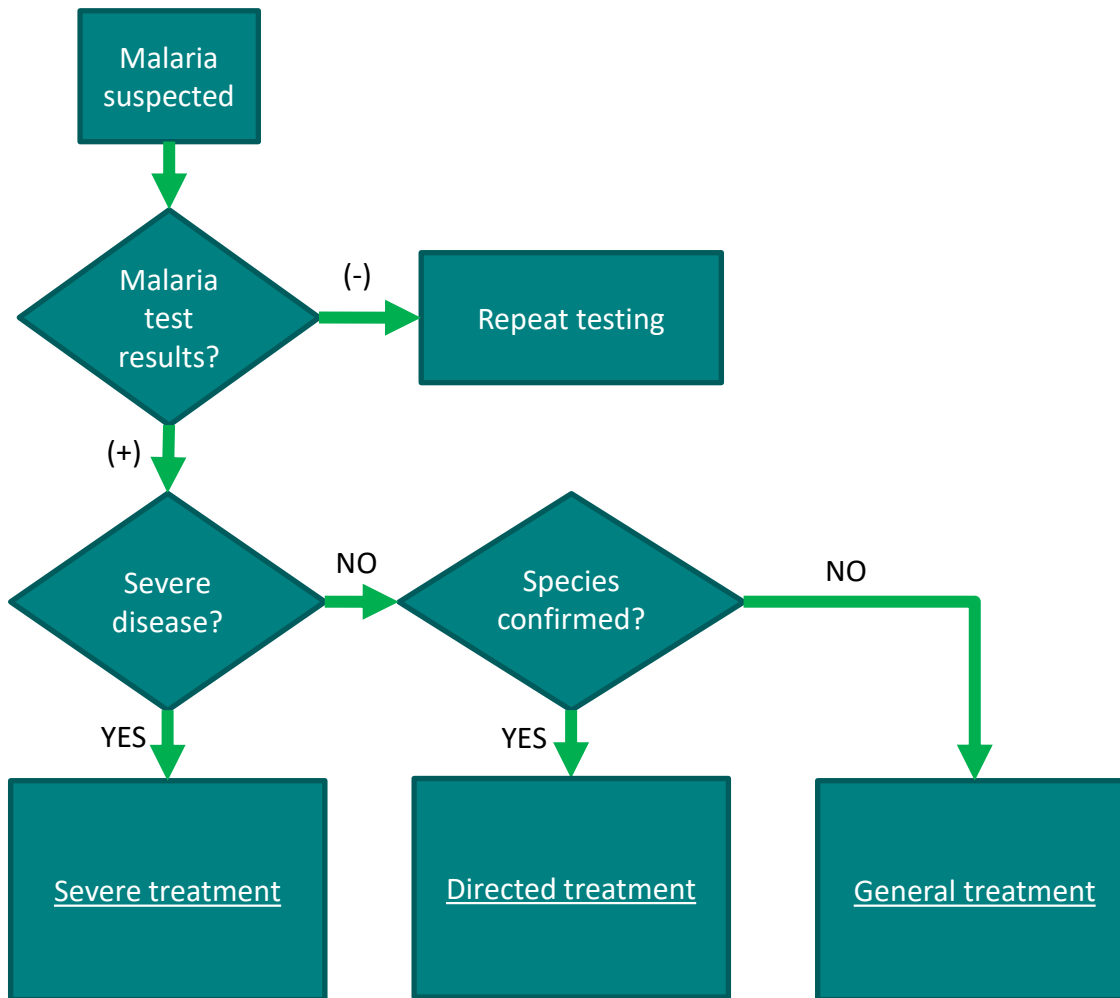 Malaria
suspected
Malaria
test
results?
(-)
Repeat testing
(+)
Severe
disease?
NO
Species
confirmed?
NO
YES
YES
Severe treatment
Directed treatment
General treatment